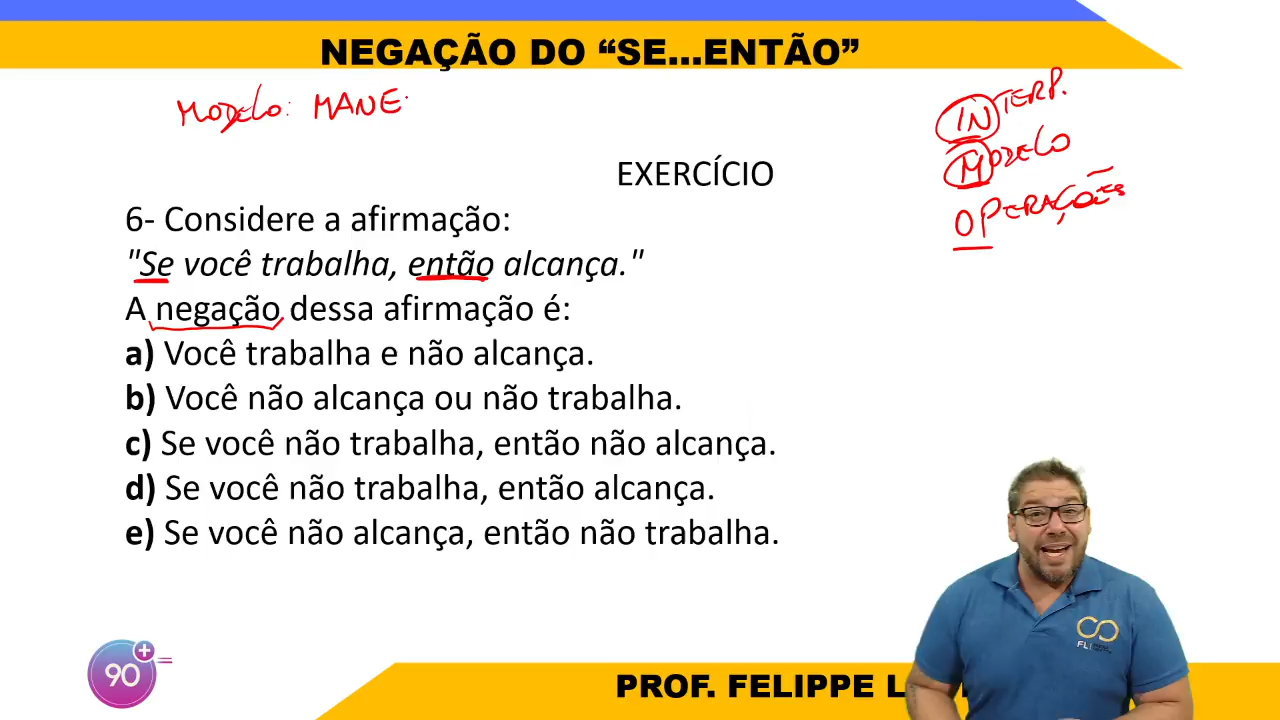 NEGAÇÃO DO “SE...ENTÃO”
MODELO: MANE
INTERP.
MODELO
OPERAÇÕES
EXERCÍCIO
6- Considere a afirmação:
"Se você trabalha, então alcança."
A negação dessa afirmação é:
a) Você trabalha e não alcança.
b) Você não alcança ou não trabalha.
c) Se você não trabalha, então não alcança.
d) Se você não trabalha, então alcança.
e) Se você não alcança, então não trabalha.
FL
90+
PROF. FELIPPE L